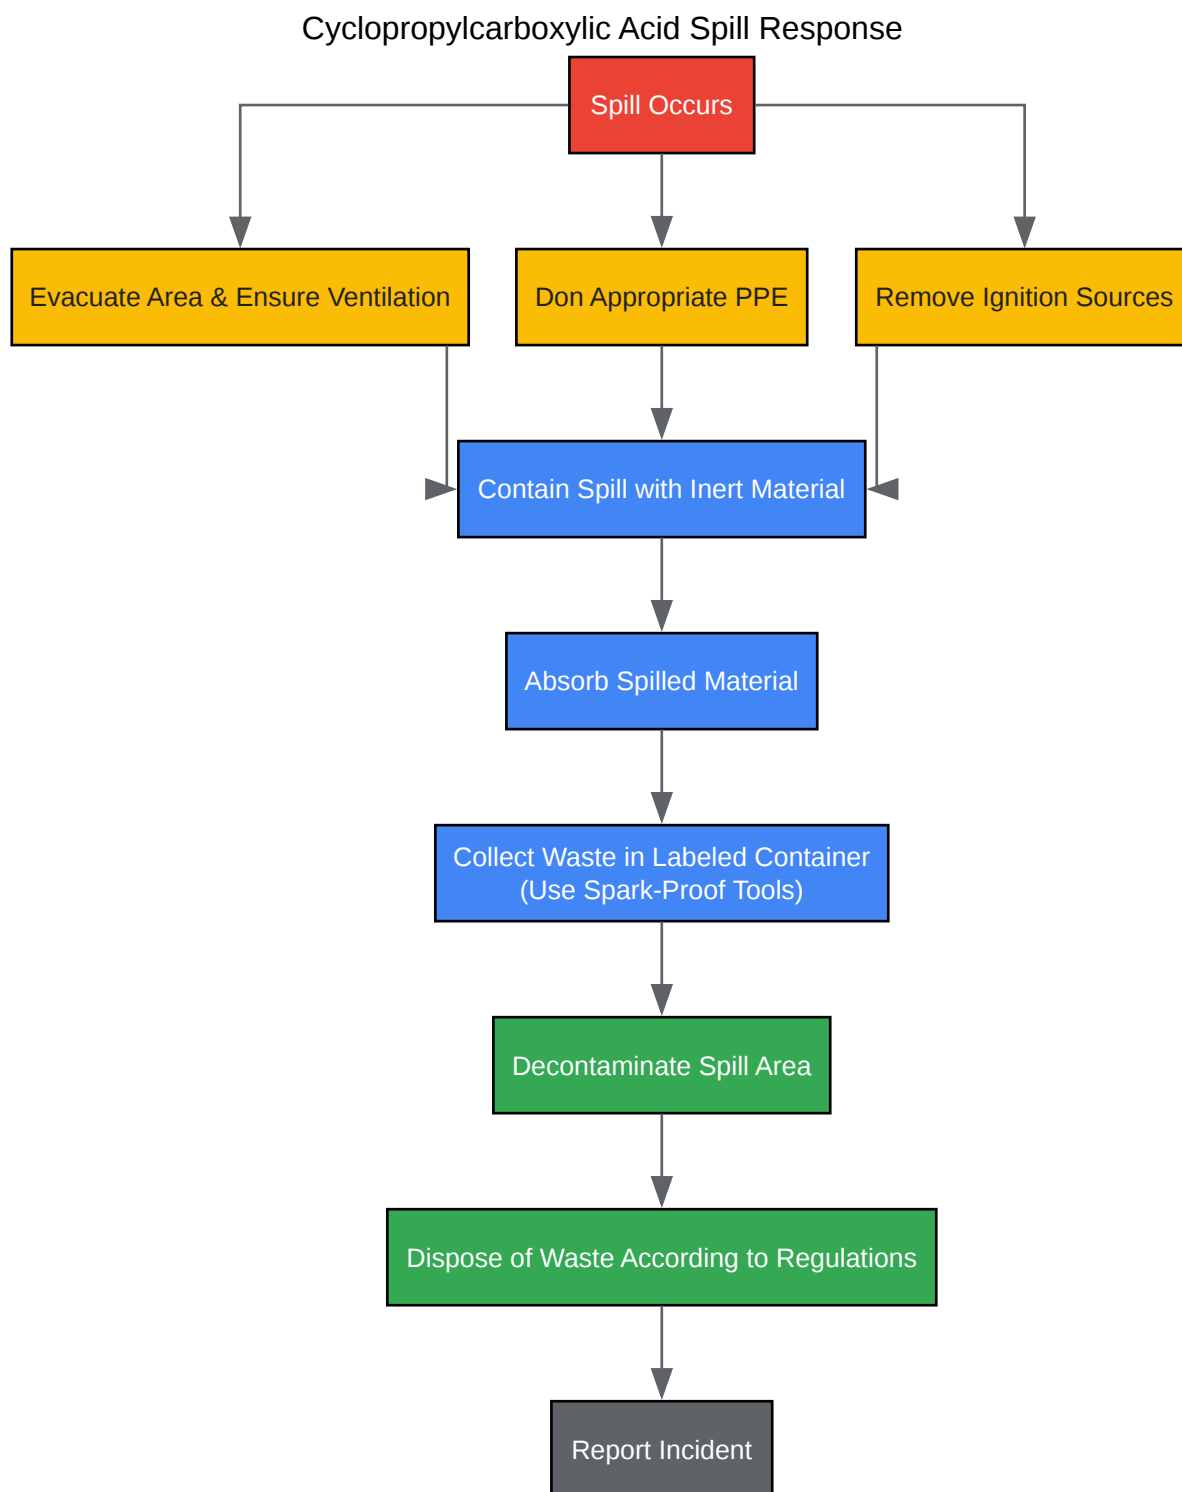 Cyclopropylcarboxylic Acid Spill Response
Spill Occurs
Evacuate Area & Ensure Ventilation
Don Appropriate PPE
Remove Ignition Sources
Contain Spill with Inert Material
Absorb Spilled Material
Collect Waste in Labeled Container
(Use Spark-Proof Tools)
Decontaminate Spill Area
Dispose of Waste According to Regulations
Report Incident